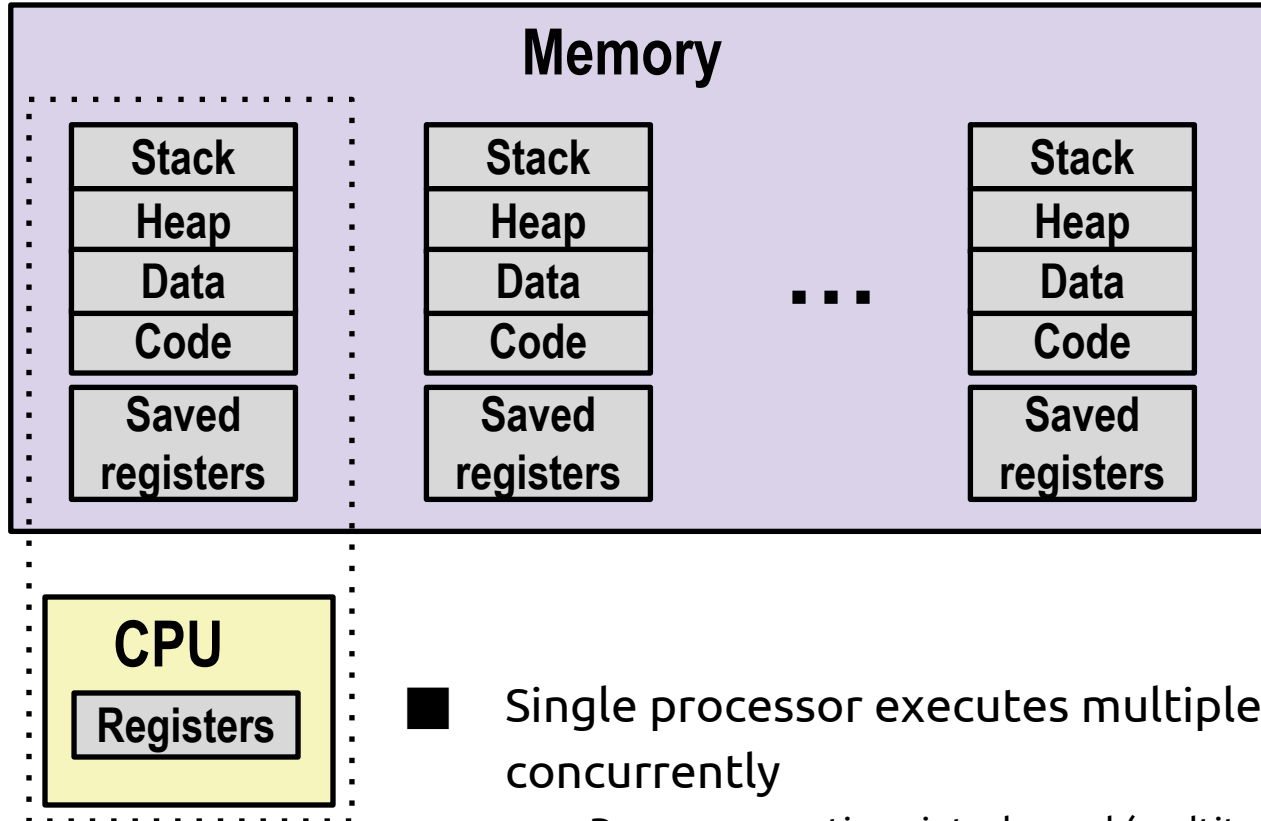 Memory
Stack Stack Stack
Heap Heap Heap
Data Data ... Data
Code Code Code
Saved Saved Saved
registers registers registers
CPU
Registers
■ Single processor executes multiple
concurrently